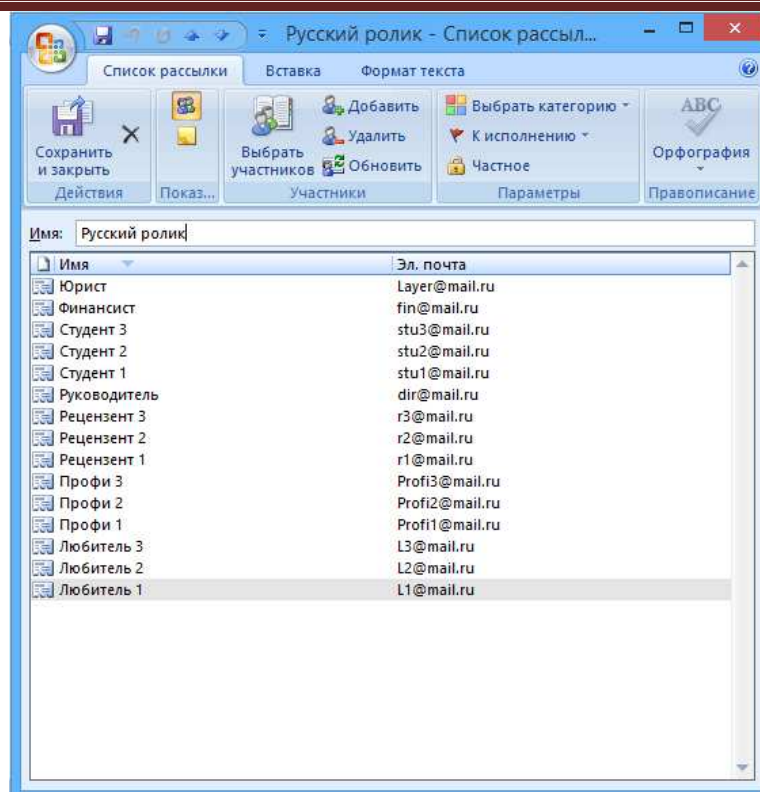 Русский ролик - Список рассыл...
Список рассылки Вставка Формат текста
Сохранить и закрыть
Действия
Показ...
Выбрать участников
Добавить
Удалить
Обновить
Участники
Выбрать категорию
К исполнению
Частное
Параметры
ABC
Орфография
Правописание
Имя: Русский ролик
Имя Эл. почта
Юрист Layer@mail.ru
Финансист fin@mail.ru
Студент 3 stu3@mail.ru
Студент 2 stu2@mail.ru
Студент 1 stu1@mail.ru
Руководитель dir@mail.ru
Рецензент 3 r3@mail.ru
Рецензент 2 r2@mail.ru
Рецензент 1 r1@mail.ru
Профи 3 Profi3@mail.ru
Профи 2 Profi2@mail.ru
Профи 1 Profi1@mail.ru
Любитель 3 L3@mail.ru
Любитель 2 L2@mail.ru
Любитель 1 L1@mail.ru